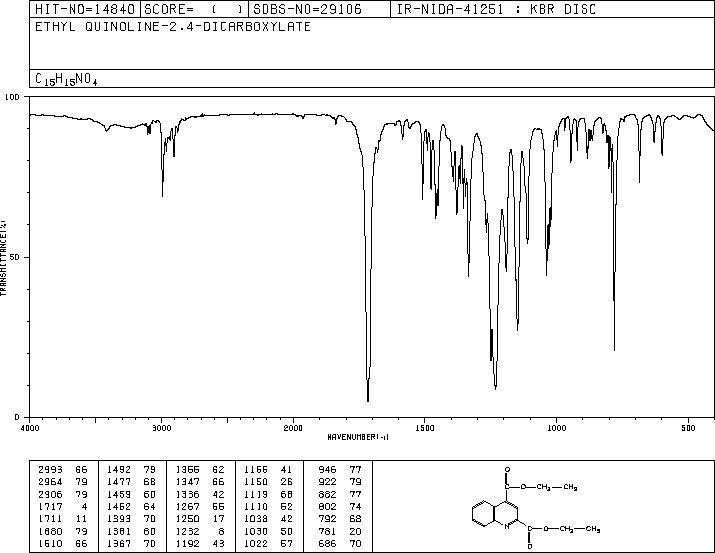 HIT-NO=14840 SCORE= ( ) SDBS-NO=29106 IR-NIDA-41251 : KBR DISC
ETHYL QUINOLINE-2.4-DICARBOXYLATE
C15H15NO4
100
50
0
TRANSMITTANCE(%)
4000 3000 2000 1500 1000 500
WAVENUMBER(-1)
2993 66 1492 79 1366 62 1166 41 946 77
2964 79 1477 68 1347 66 1150 26 922 79
2906 79 1459 60 1336 42 1119 68 882 77
1717 4 1452 64 1267 55 1110 52 802 74
1711 11 1393 70 1250 17 1038 42 792 68
1680 79 1381 60 1232 8 1030 50 781 20
1510 66 1367 70 1192 43 1022 57 686 70
O
C—O—CH2—CH3
N
C—O—CH2—CH3
O